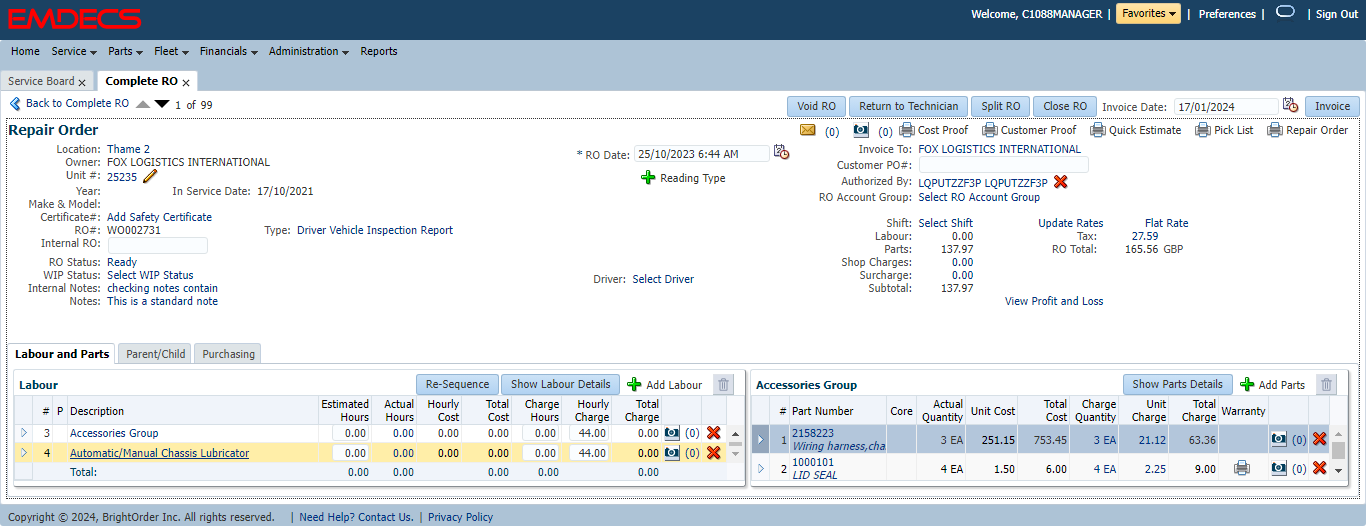 EMDECS
Welcome, C1088MANAGER | Favorites | Preferences | | Sign Out
Home Service Parts Fleet Financials Administration Reports
Service Board x Complete RO x
Back to Complete RO 1 of 99 Void RO Return to Technician Split RO Close RO Invoice Date: 17/01/2024 Invoice
Repair Order (0) (0) Cost Proof Customer Proof Quick Estimate Pick List Repair Order
Location: Thame 2
Owner: FOX LOGISTICS INTERNATIONAL
Unit #: 25235
Year: In Service Date: 17/10/2021
Make & Model:
Certificate#: Add Safety Certificate
RO#: WO002731 Type: Driver Vehicle Inspection Report
Internal RO:
RO Status: Ready
WIP Status: Select WIP Status
Internal Notes: checking notes contain
Notes: This is a standard note
* RO Date: 25/10/2023 6:44 AM
Reading Type
Driver: Select Driver
Invoice To: FOX LOGISTICS INTERNATIONAL
Customer PO#:
Authorized By: LQPUTZZF3P LQPUTZZF3P
RO Account Group: Select RO Account Group
Shift: Select Shift Update Rates Flat Rate
Labour: 0.00 Tax: 27.59
Parts: 137.97 RO Total: 165.56 GBP
Shop Charges: 0.00
Surcharge: 0.00
Subtotal: 137.97
View Profit and Loss
Labour and Parts Parent/Child Purchasing
Labour Re-Sequence Show Labour Details Add Labour
# P Description Estimated Hours Actual Hours Hourly Cost Total Cost Charge Hours Hourly Charge Total Charge
3 Accessories Group 0.00 0.00 0.00 0.00 0.00 44.00 0.00 (0)
4 Automatic/Manual Chassis Lubricator 0.00 0.00 0.00 0.00 0.00 44.00 0.00 (0)
Total: 0.00 0.00 0.00 0.00 0.00
Accessories Group Show Parts Details Add Parts
# Part Number Core Actual Quantity Unit Cost Total Cost Charge Quantity Unit Charge Total Charge Warranty
1 2158223 3 EA 251.15 753.45 3 EA 21.12 63.36 (0)
Wiring harness,cha
2 1000101 4 EA 1.50 6.00 4 EA 2.25 9.00 (0)
LID SEAL
Copyright © 2024, BrightOrder Inc. All rights reserved. | Need Help? Contact Us. | Privacy Policy